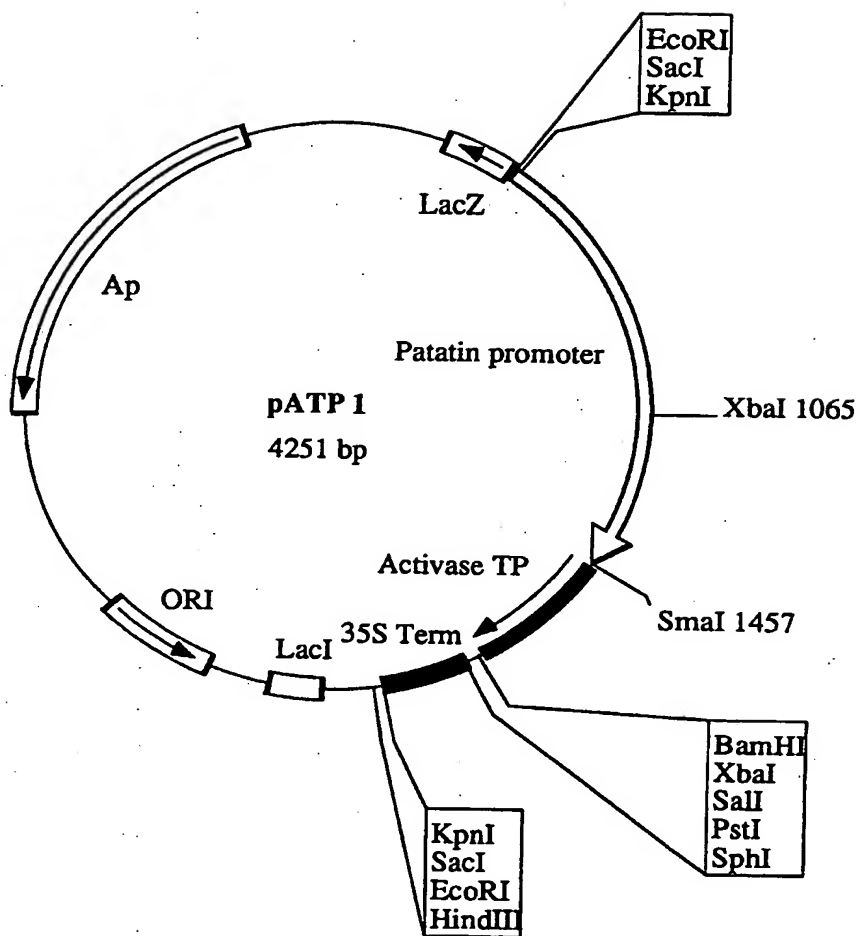 EcoRI
SacI
KpnI
LacZ
Ap
Patatin promoter
pATP 1
4251 bp
XbaI 1065
Activase TP
SmaI 1457
ORI
35S Term
LacI
BamHI
XbaI
SalI
PstI
SphI
KpnI
SacI
EcoRI
HindIII